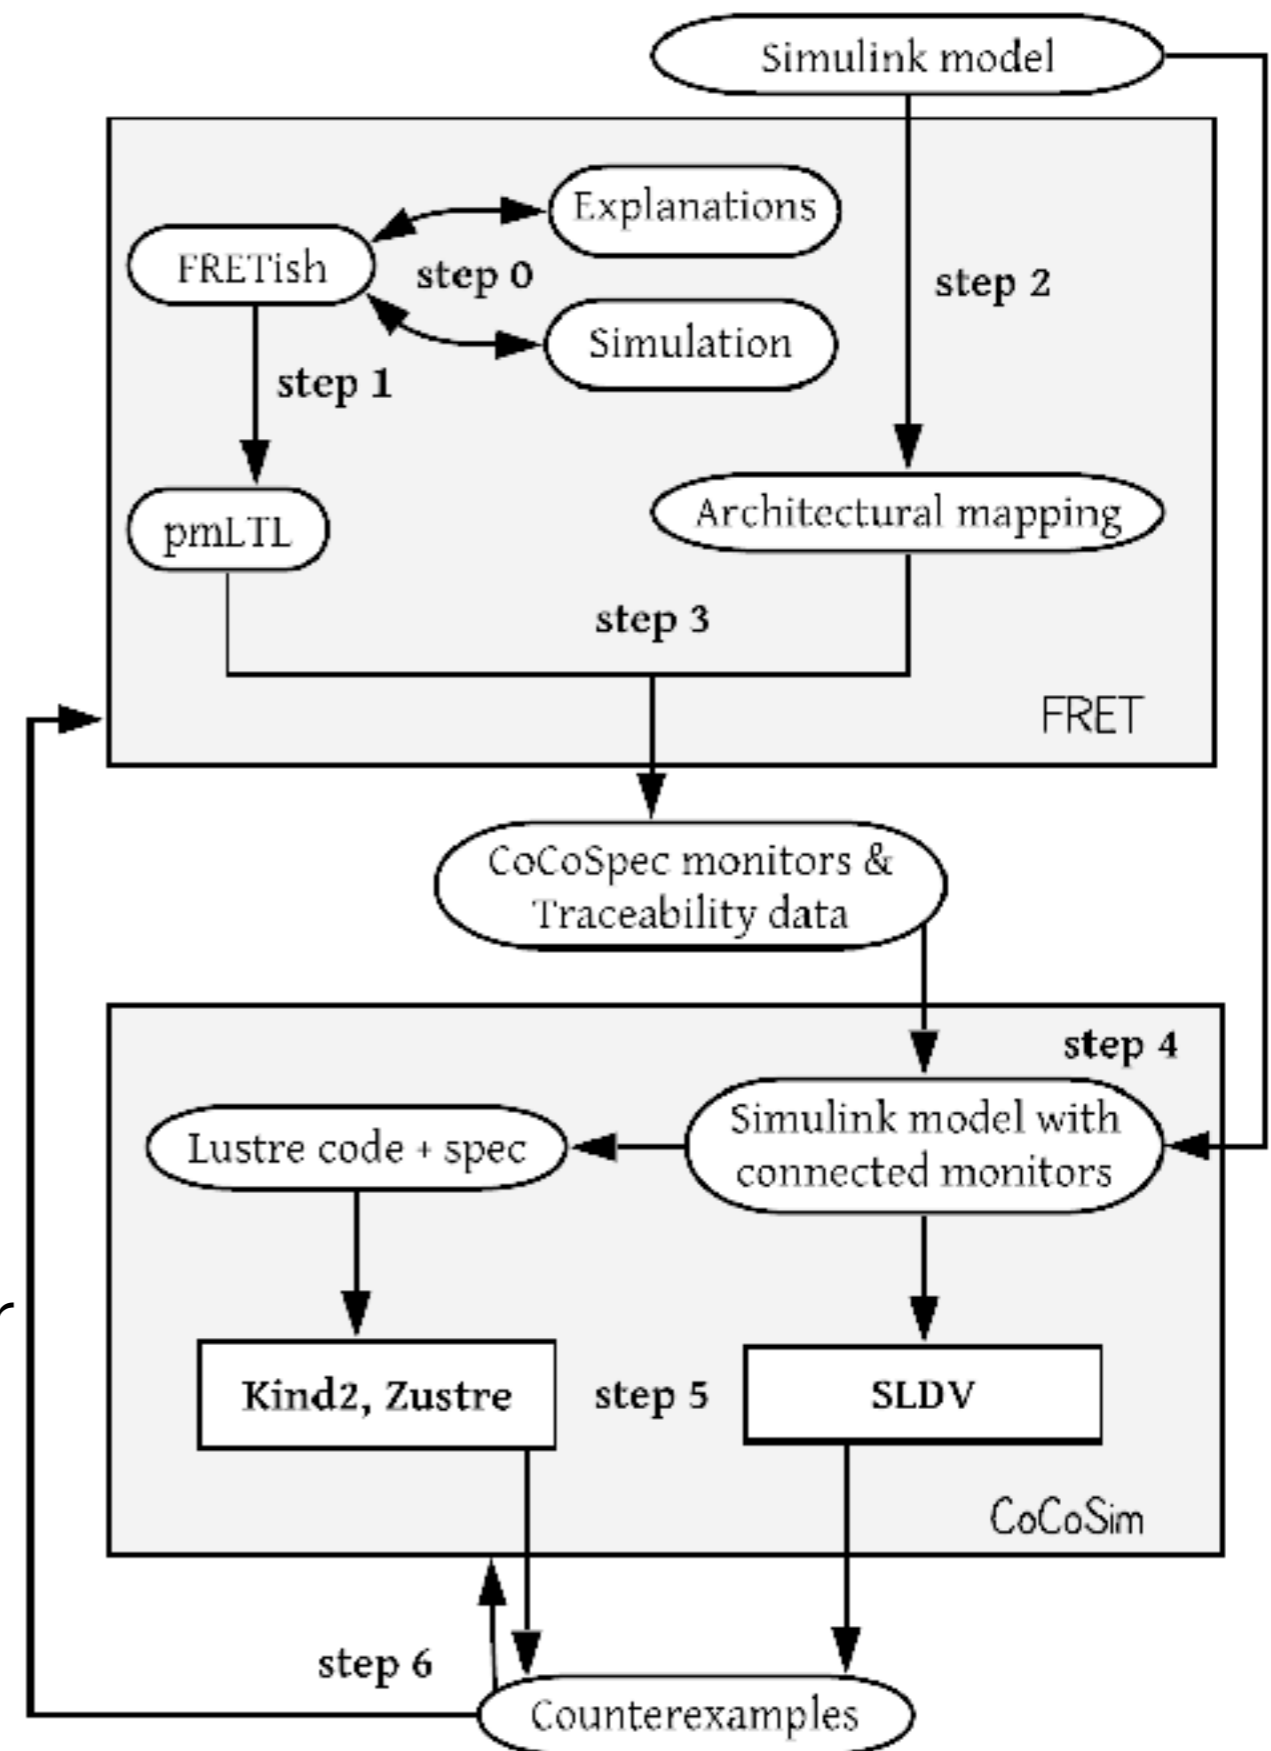 Simulink model
Explanations
FRETish
step 0
step 2
Simulation
step 1
Architectural mapping
pmLTL
step 3
FRET
CoCoSpec monitors &
Traceability data
step 4
Simulink model with
connected monitors
Lustre code + spec
Kind2, Zustre
step 5
SLDV
CoCoSim
step 6
Counterexamples